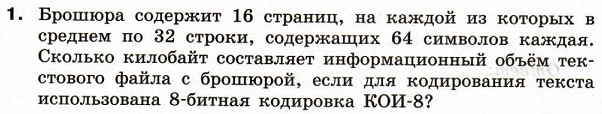 1. Брошюра содержит 16 страниц, на каждой из которых в
среднем по 32 строки, содержащих 64 символов каждая.
Сколько килобайт составляет информационный объём тек-
стового файла с брошюрой, если для кодирования текста
использована 8-битная кодировка КОИ-8?